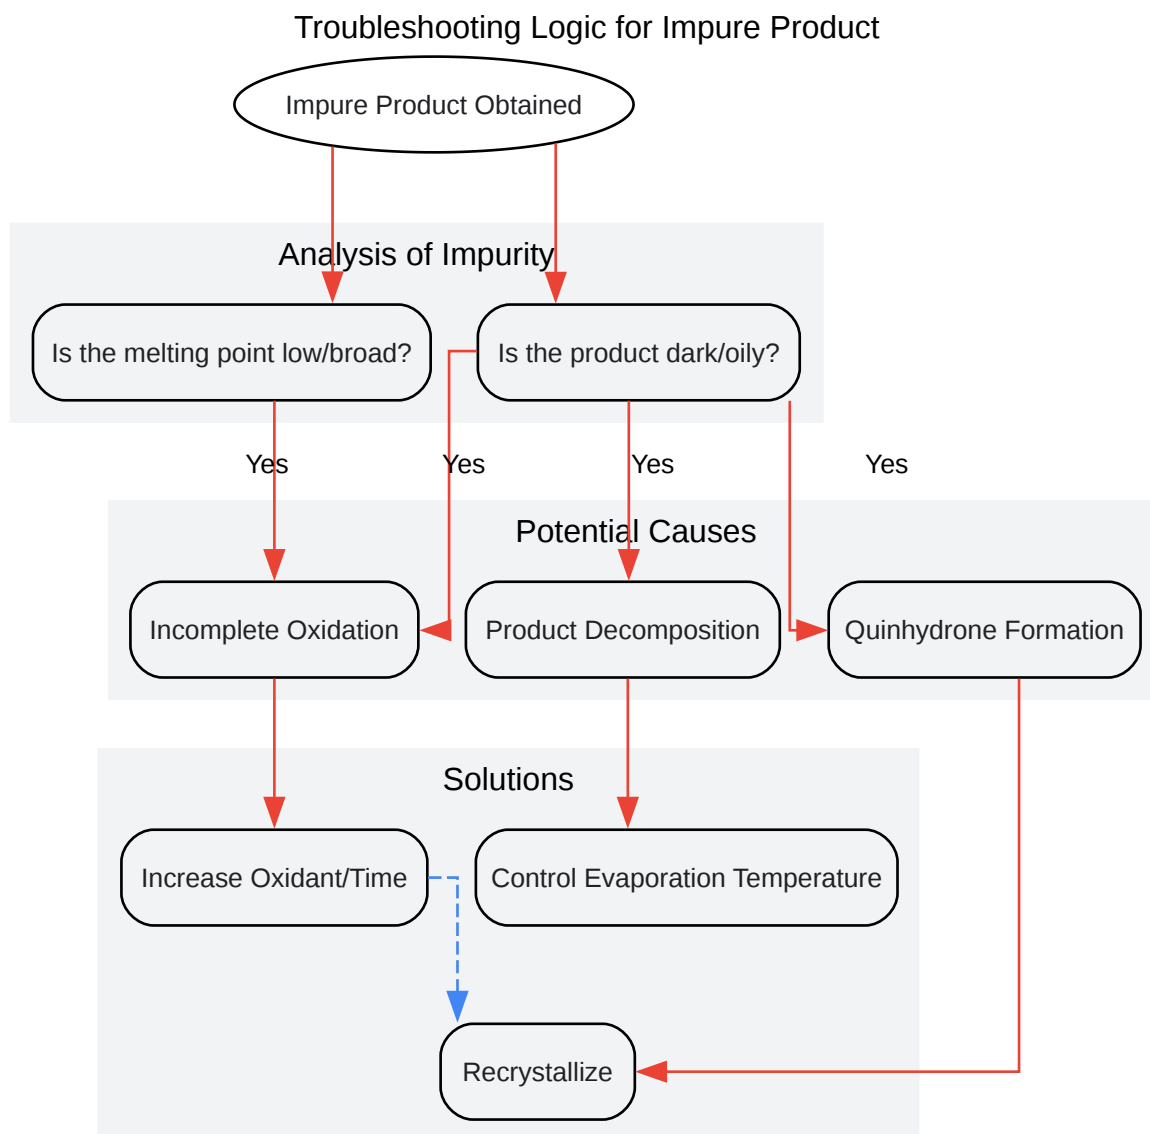 Troubleshooting Logic for Impure Product
Impure Product Obtained
Analysis of Impurity
Is the melting point low/broad?
Is the product dark/oily?
Yes
Yes
Yes
Yes
Potential Causes
Incomplete Oxidation
Product Decomposition
Quinhydrone Formation
Solutions
Increase Oxidant/Time
Control Evaporation Temperature
Recrystallize